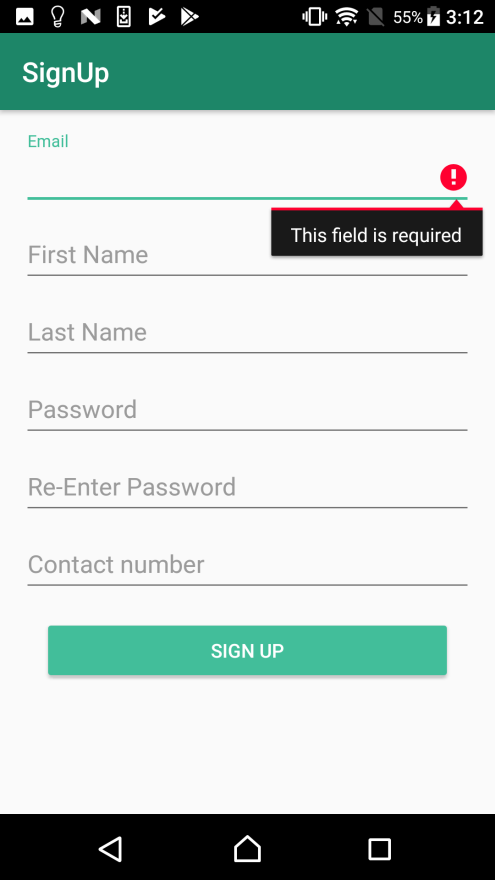 55% 3:12
SignUp
Email
This field is required
First Name
Last Name
Password
Re-Enter Password
Contact number
SIGN UP